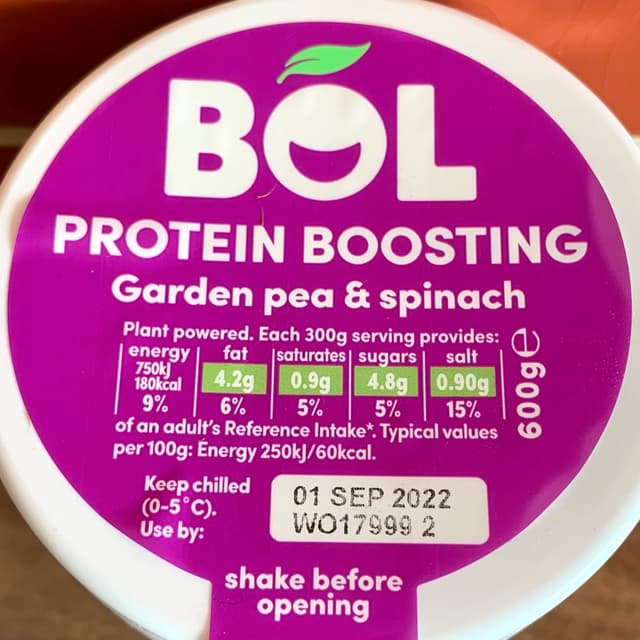 BOL
PROTEIN BOOSTING
Garden pea & spinach
Plant powered. Each 300g serving provides:
energy fat saturates sugars salt
750kJ
180kcal 4.2g 0.9g 4.8g 0.90g
9% 6% 5% 5% 15%
of an adult's Reference Intake*. Typical values
per 100g: Energy 250kJ/60kcal.
600g℮
Keep chilled
(0-5°C).
Use by:
01 SEP 2022
WO17999 2
shake before
opening